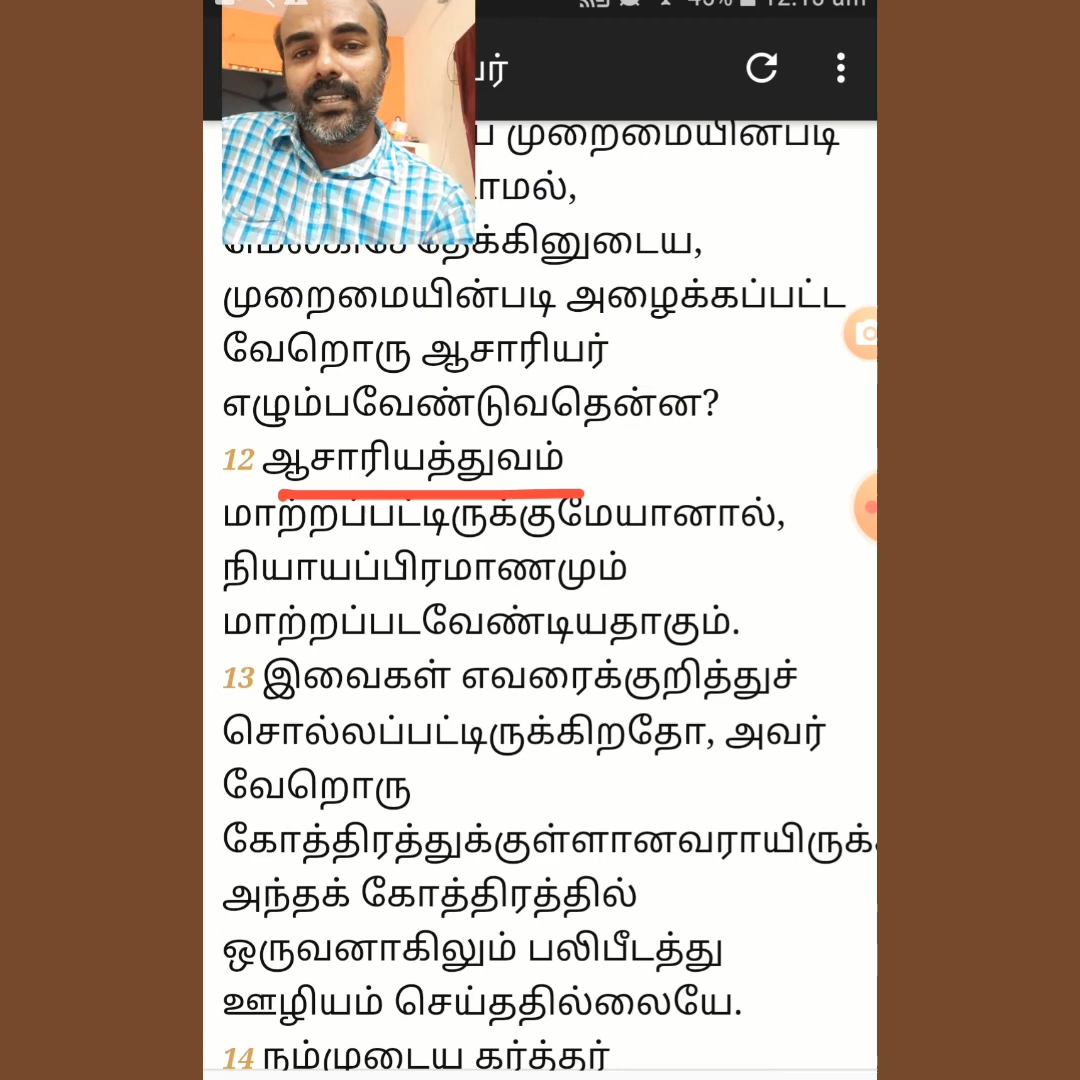 முறைமையின்படி
தேக்கினுடைய,
முறைமையின்படி அழைக்கப்பட்ட
வேறொரு ஆசாரியர்
எழும்பவேண்டுவதென்ன?
12 ஆசாரியத்துவம்
மாற்றப்பட்டிருக்குமேயானால்,
நியாயப்பிரமாணமும்
மாற்றப்படவேண்டியதாகும்.
13 இவைகள் எவரைக்குறித்துச்
சொல்லப்பட்டிருக்கிறதோ, அவர்
வேறொரு
கோத்திரத்துக்குள்ளானவராயிருக்க
அந்தக் கோத்திரத்தில்
ஒருவனாகிலும் பலிபீடத்து
ஊழியம் செய்ததில்லையே.
14 நம்முடைய கர்த்தர்